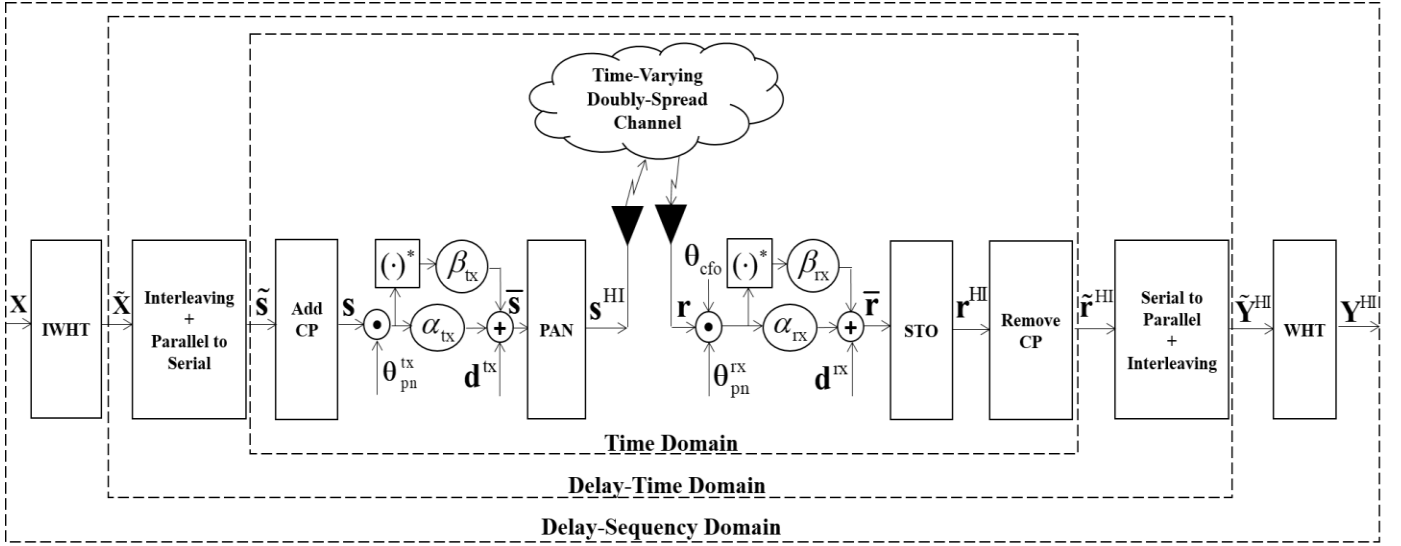 Time-Varying
Doubly-Spread
Channel
X
IWHT
X̃
Interleaving
+
Parallel to
Serial
s̃
Add
CP
s
θ_pn^tx
(·)*
β_tx
α_tx
+
d^tx
s̄
PAN
s^HI
r
θ_cfo
θ_pn^rx
(·)*
β_rx
α_rx
+
d^rx
r̄
STO
r^HI
Remove
CP
r̃^HI
Serial to
Parallel
+
Interleaving
Ỹ^HI
WHT
Y^HI
Time Domain
Delay-Time Domain
Delay-Sequency Domain